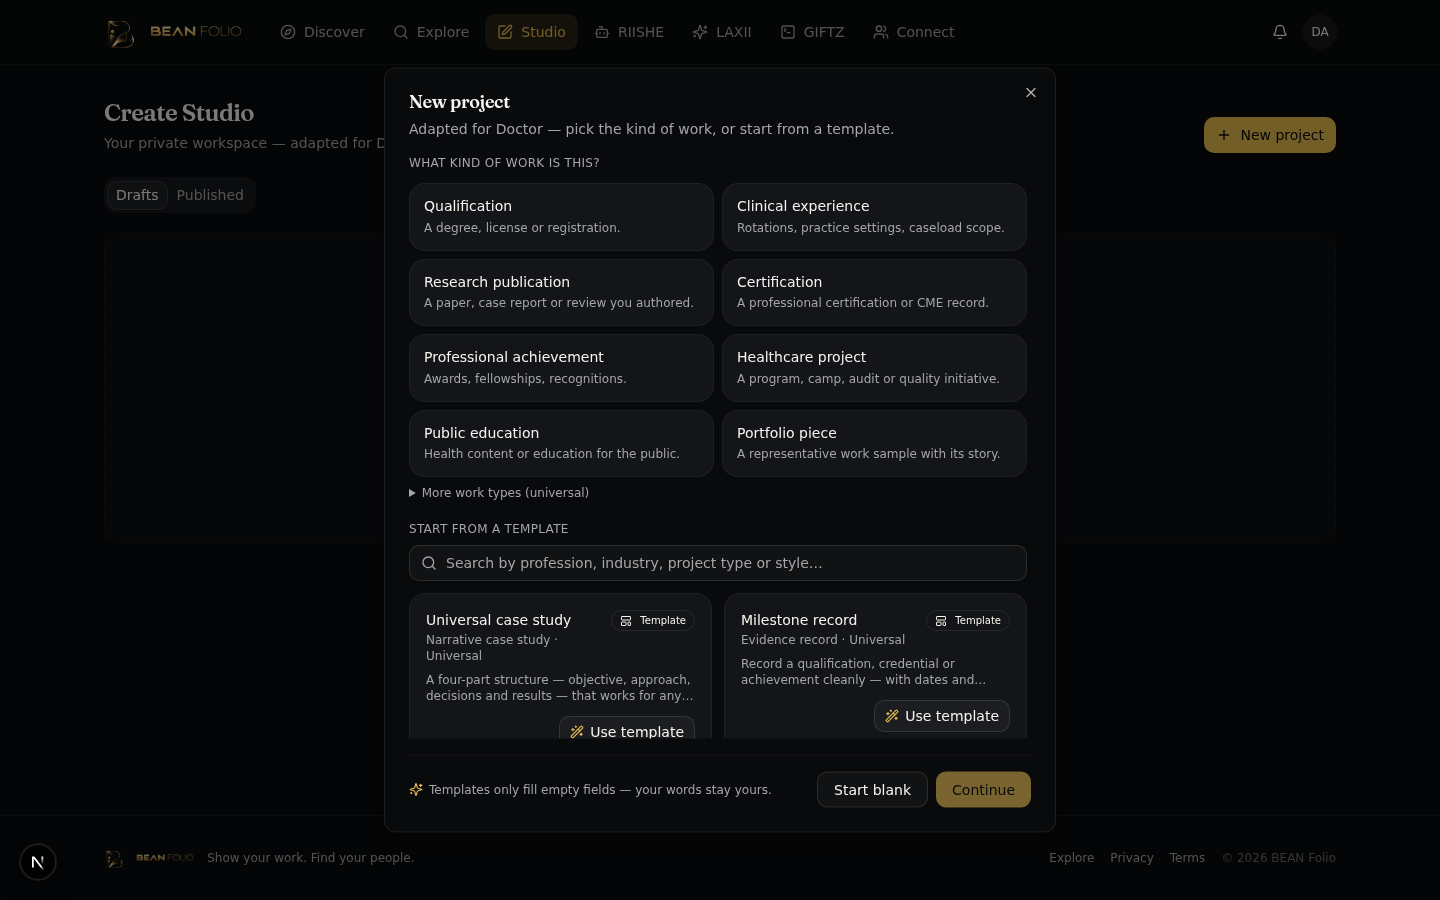 BEAN FOLIO
Discover
Explore
Studio
RIISHE
LAXII
GIFTZ
Connect
DA
Create Studio
Your private workspace — adapted for D
New project
Drafts
Published
New project
Adapted for Doctor — pick the kind of work, or start from a template.
WHAT KIND OF WORK IS THIS?
Qualification
A degree, license or registration.
Clinical experience
Rotations, practice settings, caseload scope.
Research publication
A paper, case report or review you authored.
Certification
A professional certification or CME record.
Professional achievement
Awards, fellowships, recognitions.
Healthcare project
A program, camp, audit or quality initiative.
Public education
Health content or education for the public.
Portfolio piece
A representative work sample with its story.
More work types (universal)
START FROM A TEMPLATE
Search by profession, industry, project type or style…
Universal case study
Template
Narrative case study ·
Universal
A four-part structure — objective, approach,
decisions and results — that works for any…
Use template
Milestone record
Template
Evidence record · Universal
Record a qualification, credential or
achievement cleanly — with dates and…
Use template
Templates only fill empty fields — your words stay yours.
Start blank
Continue
N
BEAN FOLIO
Show your work. Find your people.
Explore
Privacy
Terms
© 2026 BEAN Folio